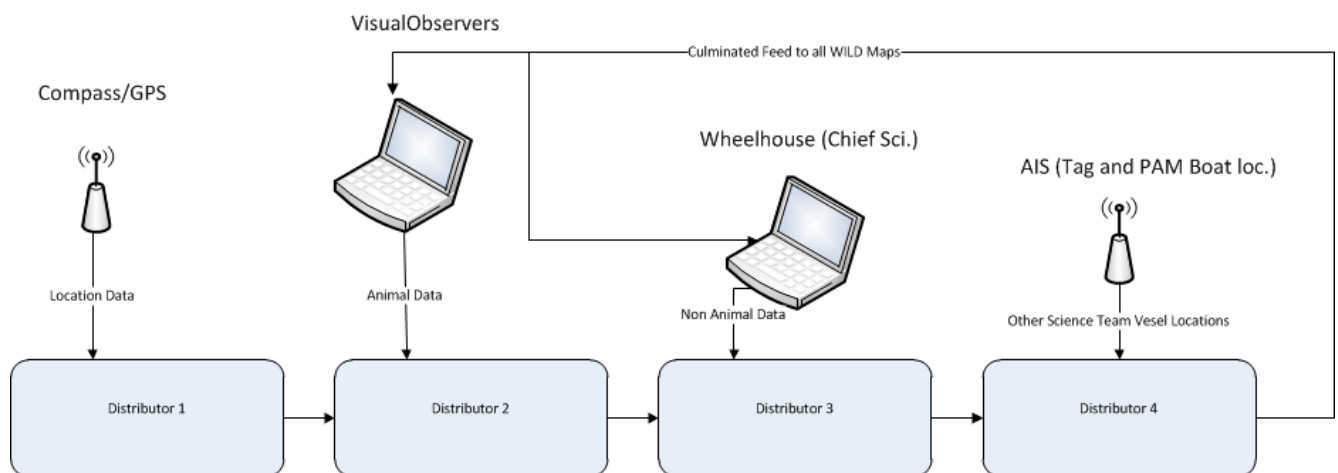 VisualObservers
Culminated Feed to all WILD Maps
Compass/GPS
Wheelhouse (Chief Sci.)
AIS (Tag and PAM Boat loc.)
Location Data
Animal Data
Non Animal Data
Other Science Team Vesel Locations
Distributor 1
Distributor 2
Distributor 3
Distributor 4